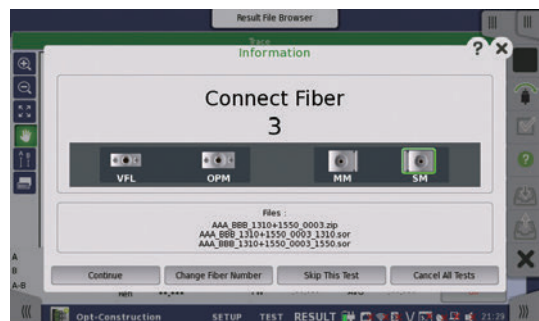 Result File Browser
Trace
Information
? X
Connect Fiber
3
VFL OPM MM SM
Files :
AAA_BBB_1310+1550_0003.zip
AAA_BBB_1310+1550_0003_1310.sor
AAA_BBB_1310+1550_0003_1550.sor
A
B
A-B
Continue Change Fiber Number Skip This Test Cancel All Tests
Opt-Construction SETUP TEST RESULT V 21:29